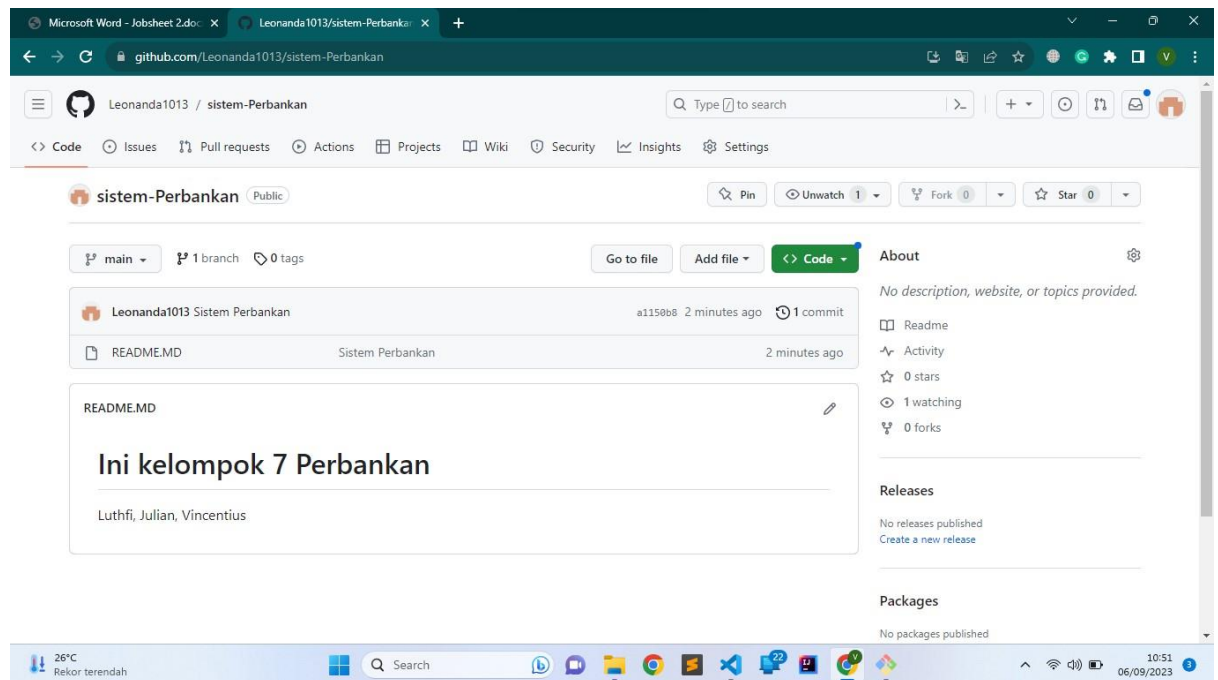 Microsoft Word - Jobsheet 2.doc
Leonanda1013/sistem-Perbankan
github.com/Leonanda1013/sistem-Perbankan
V
Leonanda1013 / sistem-Perbankan
Type / to search
<> Code Issues Pull requests Actions Projects Wiki Security Insights Settings
sistem-Perbankan Public
Pin Unwatch 1 Fork 0 Star 0
main 1 branch 0 tags Go to file Add file <> Code
Leonanda1013 Sistem Perbankan a1150b8 2 minutes ago 1 commit
README.MD Sistem Perbankan 2 minutes ago
README.MD
Ini kelompok 7 Perbankan
Luthfi, Julian, Vincentius
About
No description, website, or topics provided.
Readme
Activity
0 stars
1 watching
0 forks
Releases
No releases published
Create a new release
Packages
No packages published
26°C
Rekor terendah
Search
22
V
10:51
06/09/2023
3